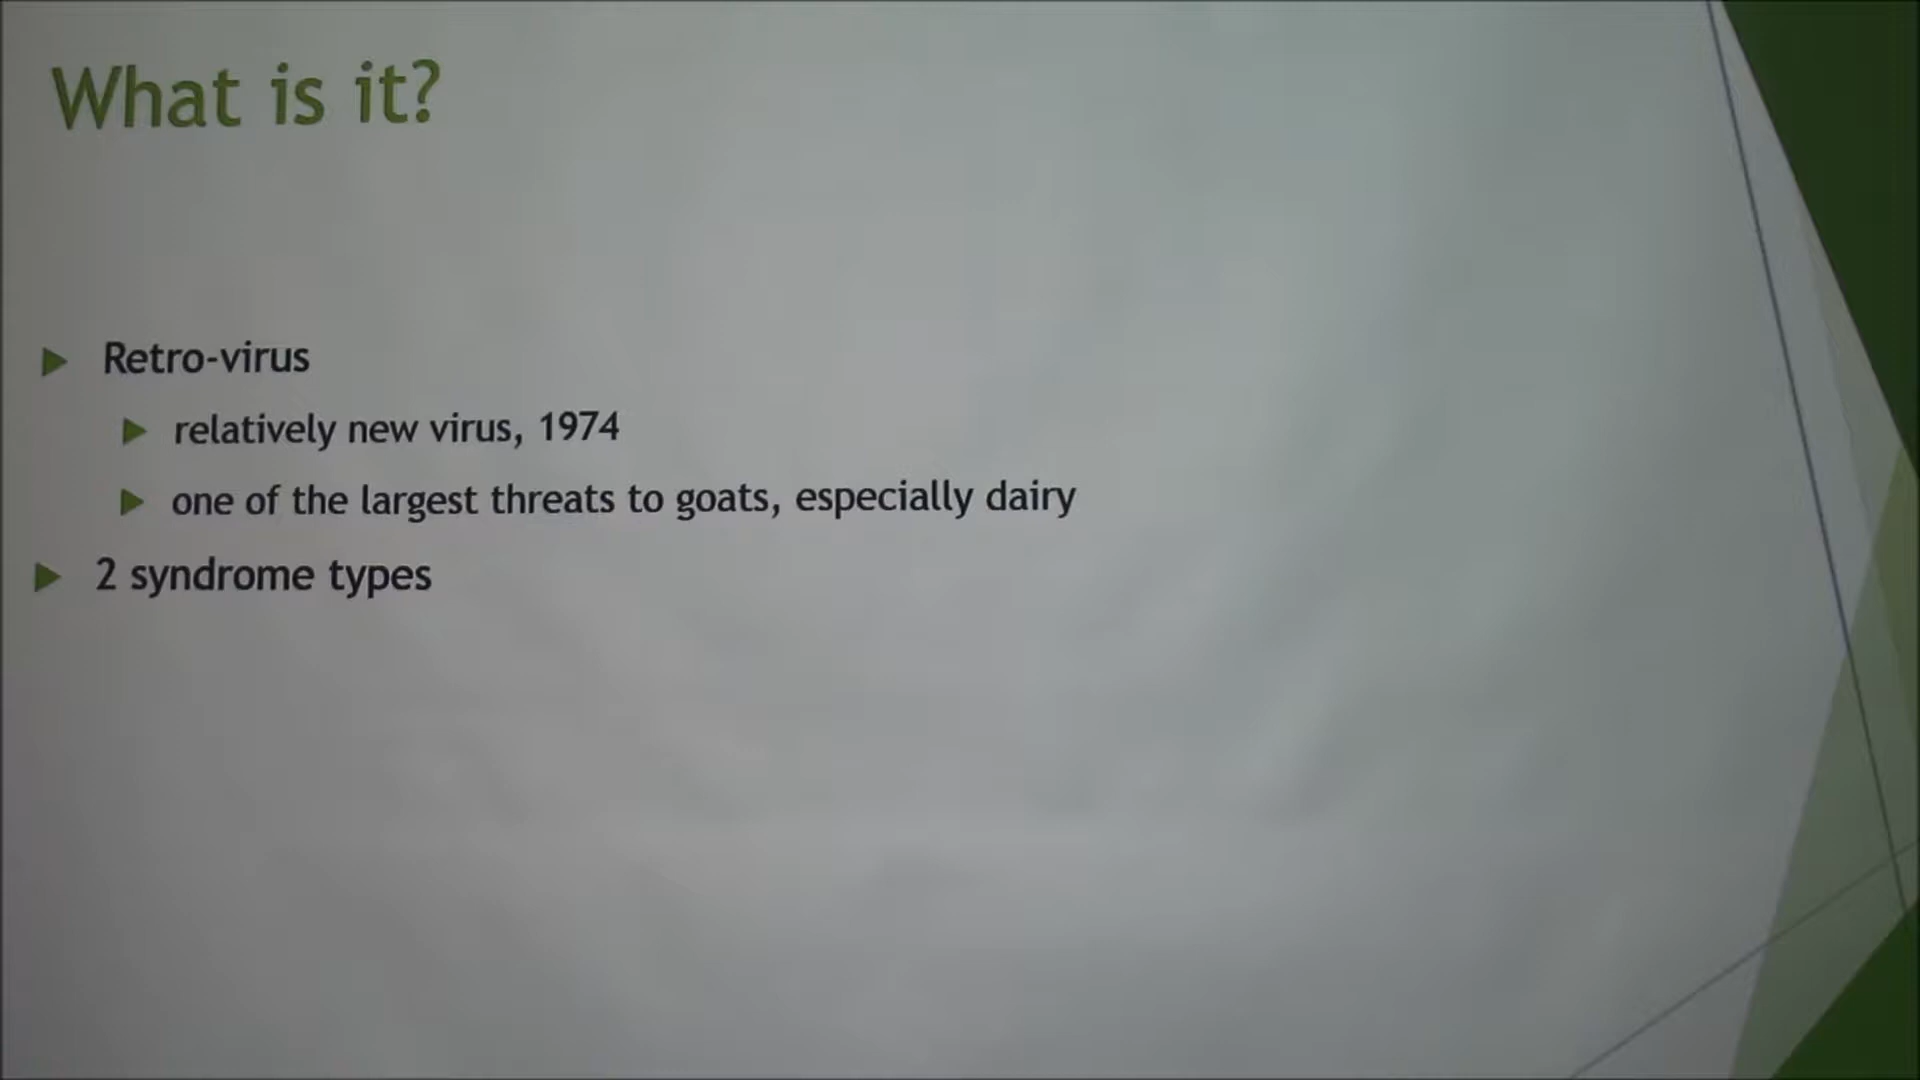 What is it?
Retro-virus
relatively new virus, 1974
one of the largest threats to goats, especially dairy
2 syndrome types